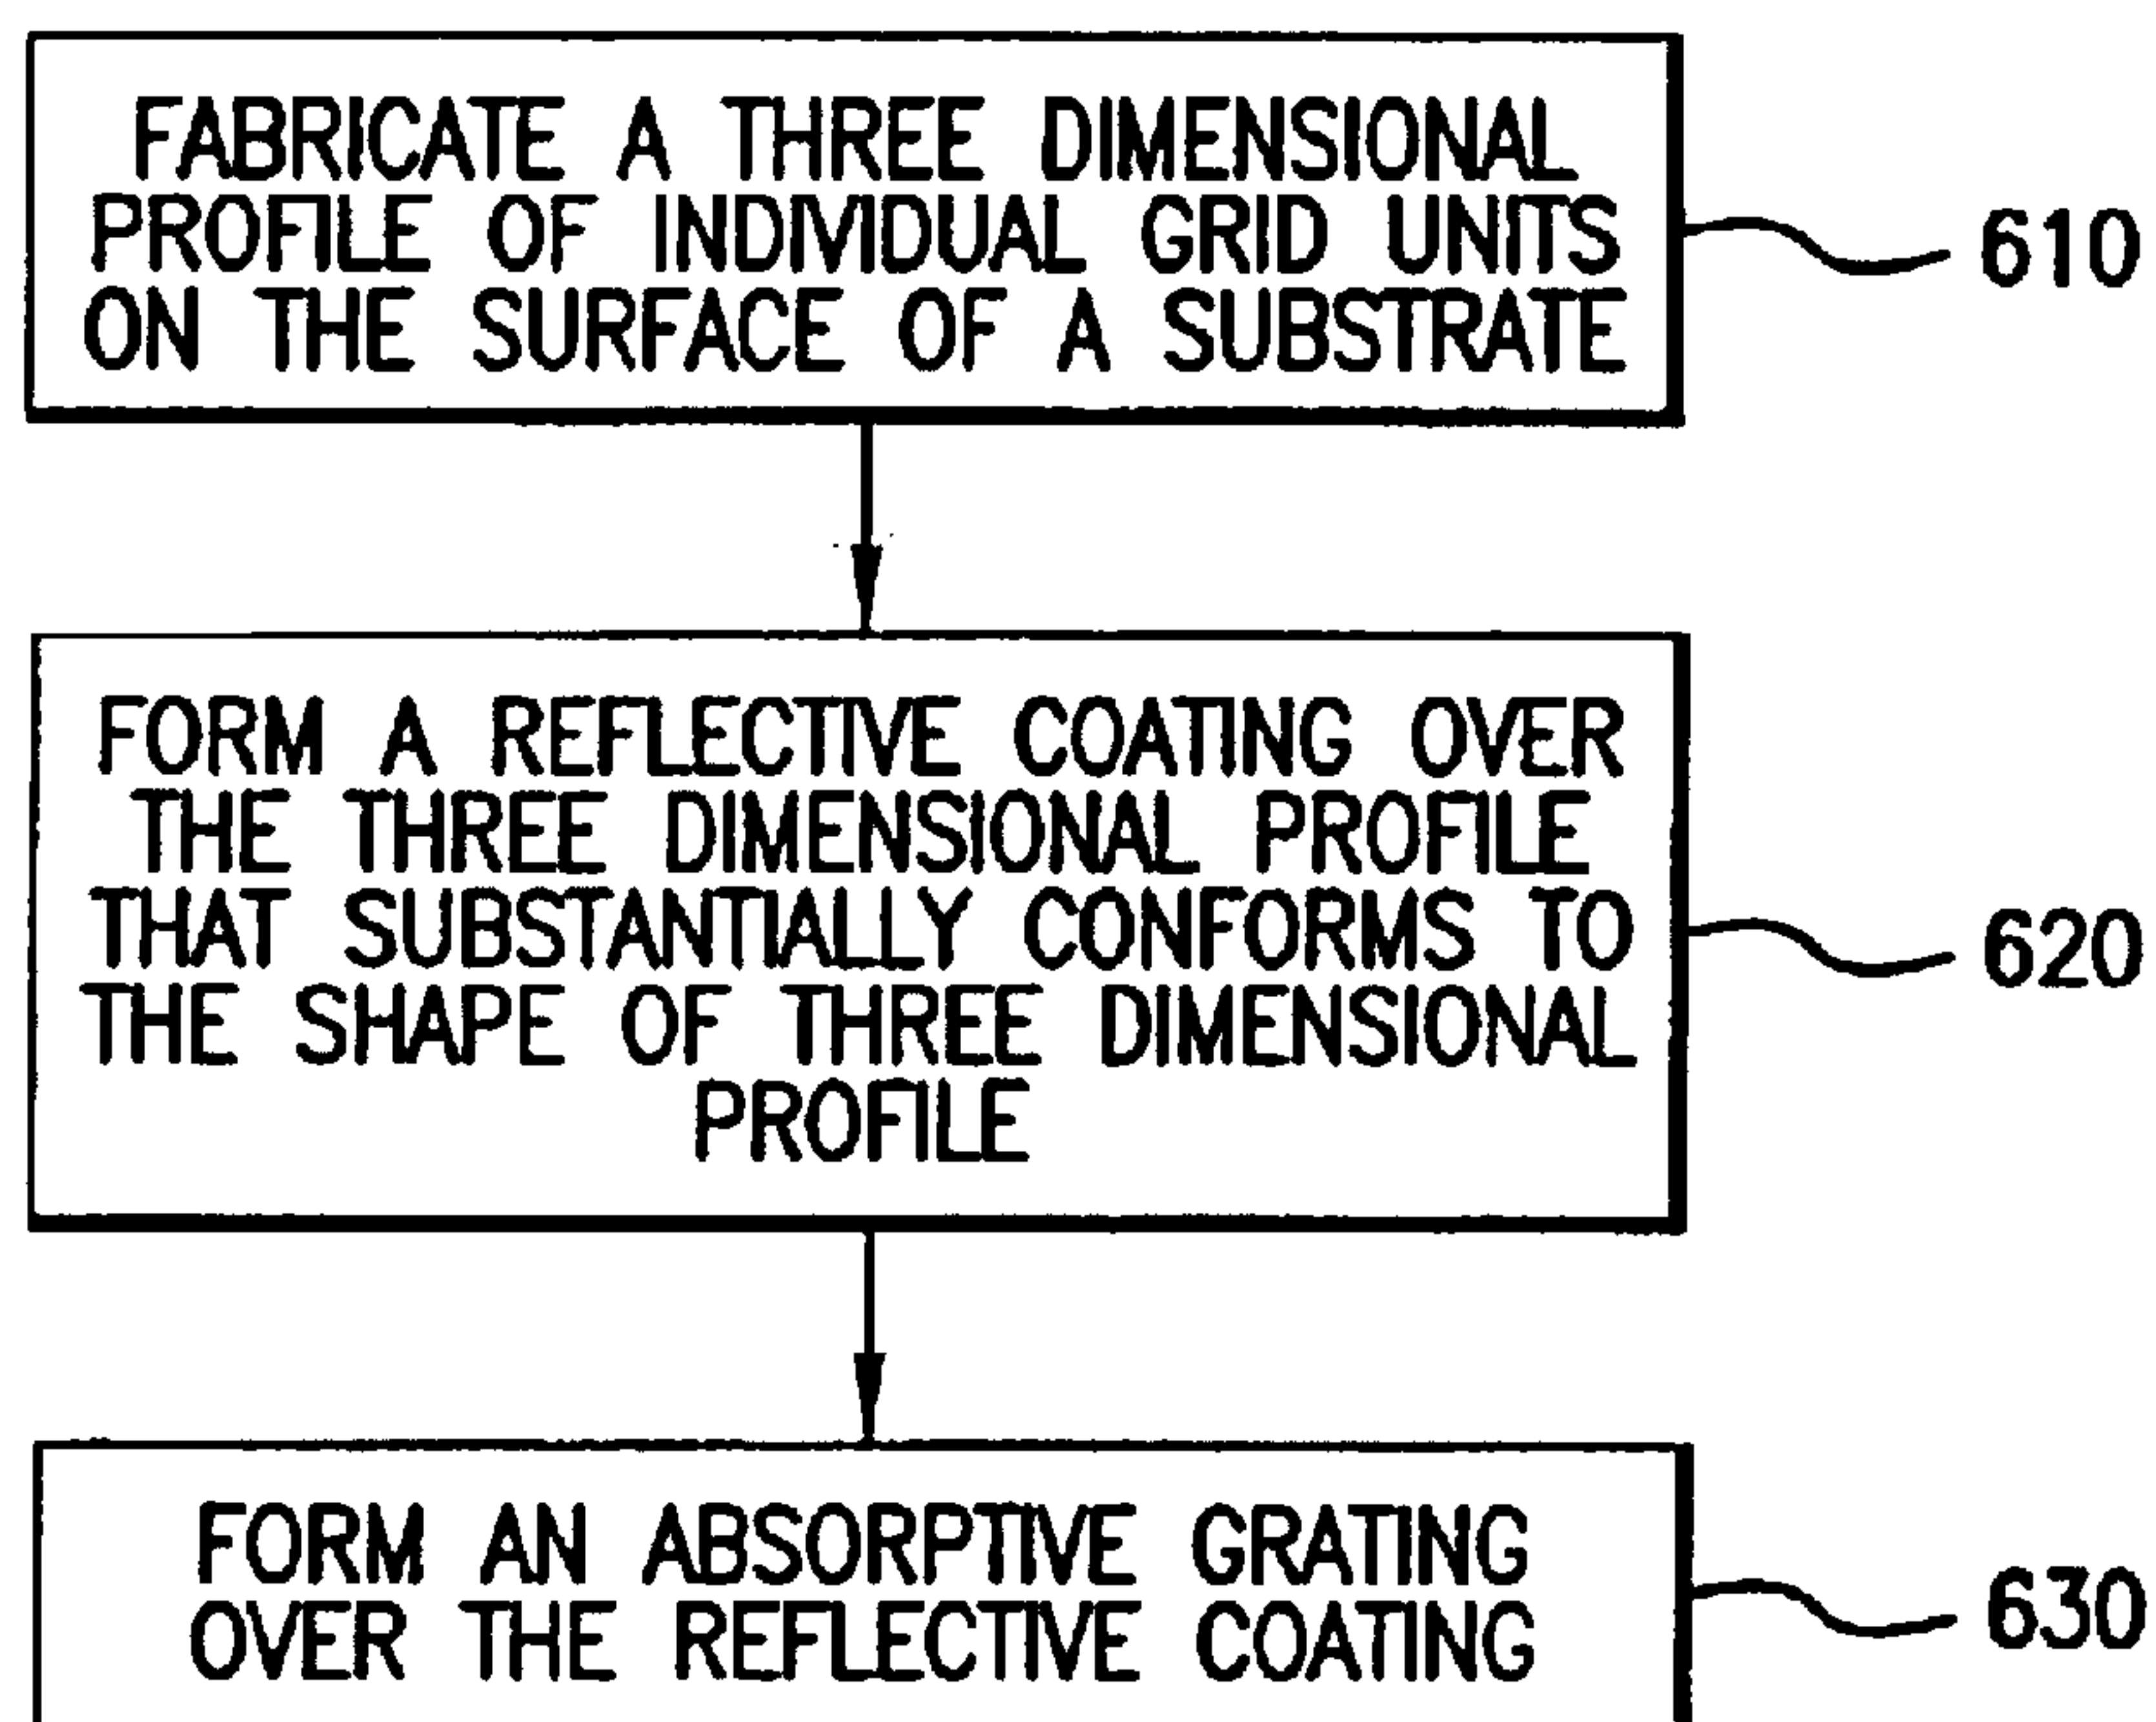 FABRICATE A THREE DIMENSIONAL
PROFILE OF INDIVIDUAL GRID UNITS
ON THE SURFACE OF A SUBSTRATE
610
FORM A REFLECTIVE COATING OVER
THE THREE DIMENSIONAL PROFILE
THAT SUBSTANTIALLY CONFORMS TO
THE SHAPE OF THREE DIMENSIONAL
PROFILE
620
FORM AN ABSORPTIVE GRATING
OVER THE REFLECTIVE COATING
630